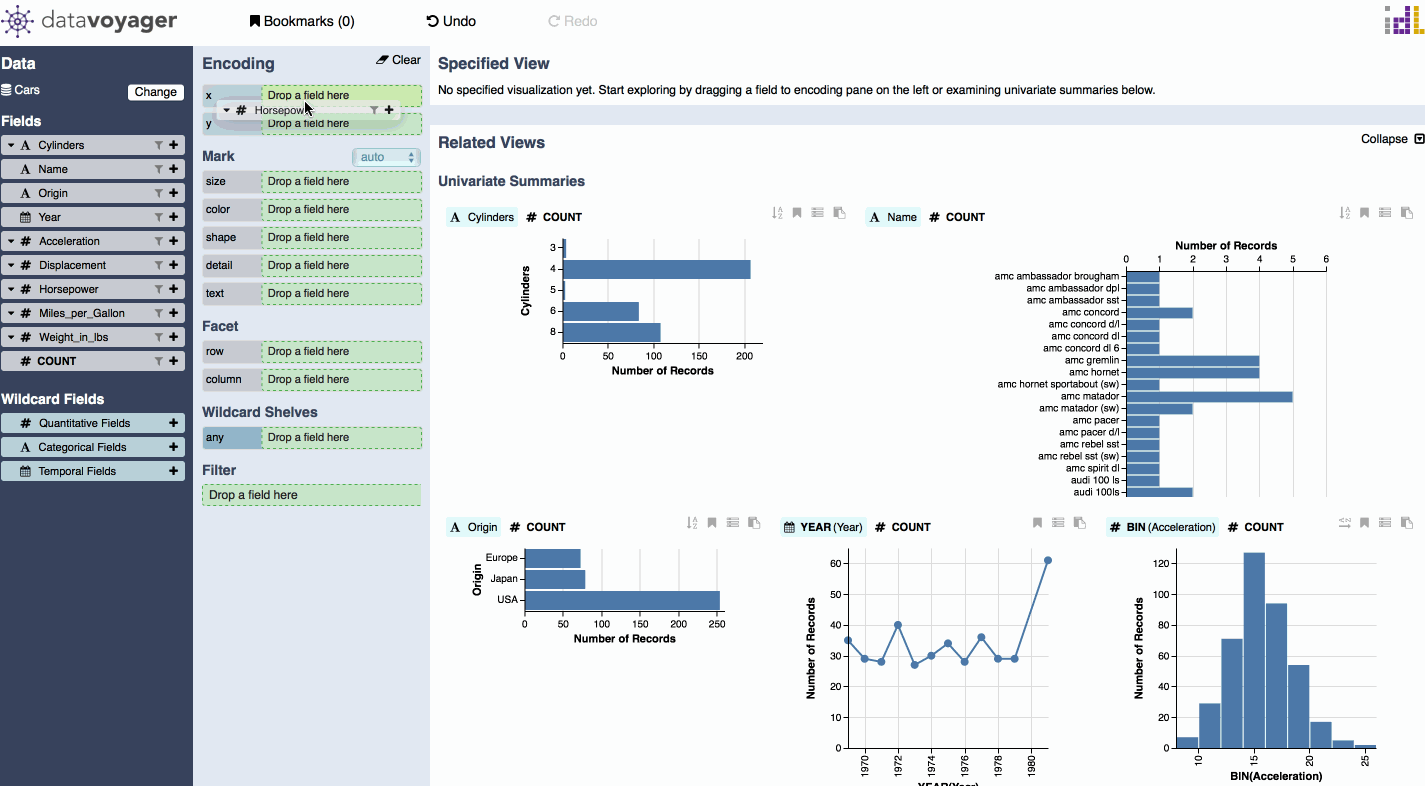 datavoyager
Bookmarks (0)
Undo
Redo
Data
Cars
Change
Fields
A Cylinders
A Name
A Origin
Year
# Acceleration
# Displacement
# Horsepower
# Miles_per_Gallon
# Weight_in_lbs
# COUNT
Wildcard Fields
# Quantitative Fields
A Categorical Fields
Temporal Fields
Encoding
Clear
x Drop a field here
# Horsepow
y Drop a field here
Mark auto
size Drop a field here
color Drop a field here
shape Drop a field here
detail Drop a field here
text Drop a field here
Facet
row Drop a field here
column Drop a field here
Wildcard Shelves
any Drop a field here
Filter
Drop a field here
Specified View
No specified visualization yet. Start exploring by dragging a field to encoding pane on the left or examining univariate summaries below.
Related Views
Collapse
Univariate Summaries
A Cylinders # COUNT
Cylinders
3
4
5
6
8
0 50 100 150 200
Number of Records
A Name # COUNT
Number of Records
0 1 2 3 4 5 6
amc ambassador brougham
amc ambassador dpl
amc ambassador sst
amc concord
amc concord d/l
amc concord dl
amc concord dl 6
amc gremlin
amc hornet
amc hornet sportabout (sw)
amc matador
amc matador (sw)
amc pacer
amc pacer d/l
amc rebel sst
amc rebel sst (sw)
amc spirit dl
audi 100 ls
audi 100ls
A Origin # COUNT
Origin
Europe
Japan
USA
0 50 100 150 200 250
Number of Records
YEAR (Year) # COUNT
Number of Records
60
50
40
30
20
10
0
1970 1972 1974 1976 1978 1980
YEAR(Year)
# BIN (Acceleration) # COUNT
Number of Records
120
100
80
60
40
20
0
10 15 20 25
BIN(Acceleration)